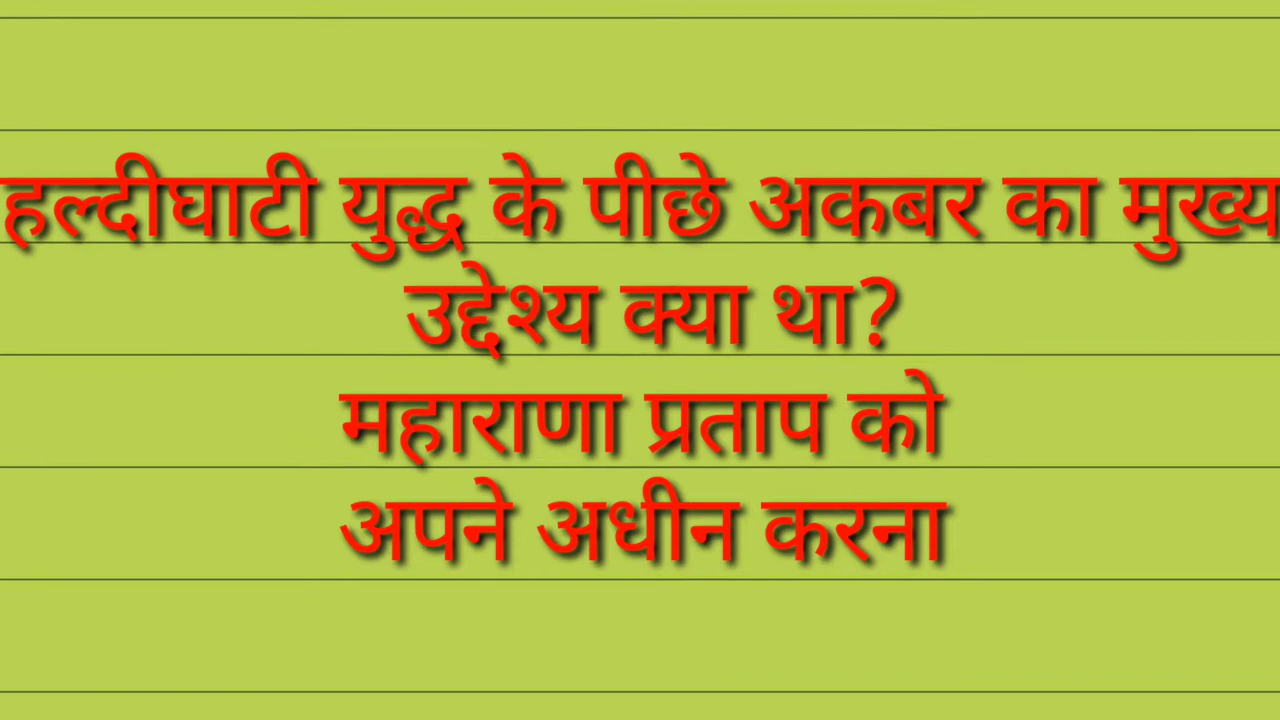 हल्दीघाटी युद्ध के पीछे अकबर का मुख्य
उद्देश्य क्या था?
महाराणा प्रताप को
अपने अधीन करना